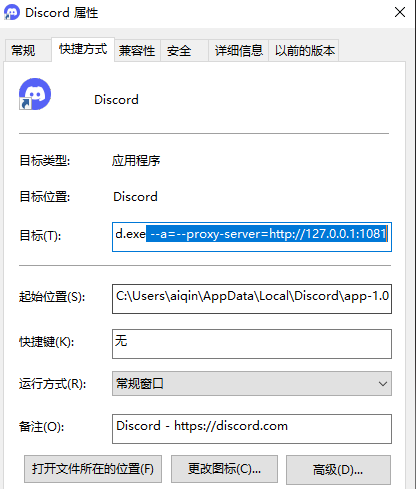 Discord 属性
常规 快捷方式 兼容性 安全 详细信息 以前的版本
Discord
目标类型: 应用程序
目标位置: Discord
目标(T): d.exe --a=--proxy-server=http://127.0.0.1:1081
起始位置(S): C:\Users\aiqin\AppData\Local\Discord\app-1.0
快捷键(K): 无
运行方式(R): 常规窗口
备注(O): Discord - https://discord.com
打开文件所在的位置(F) 更改图标(C)... 高级(D)...